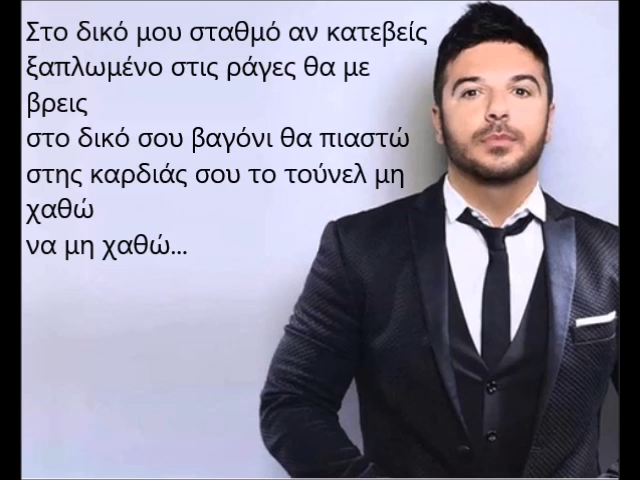 Στο δικό μου σταθμό αν κατεβείς
ξαπλωμένο στις ράγες θα με
βρεις
στο δικό σου βαγόνι θα πιαστώ
στης καρδιάς σου το τούνελ μη
χαθώ
να μη χαθώ...